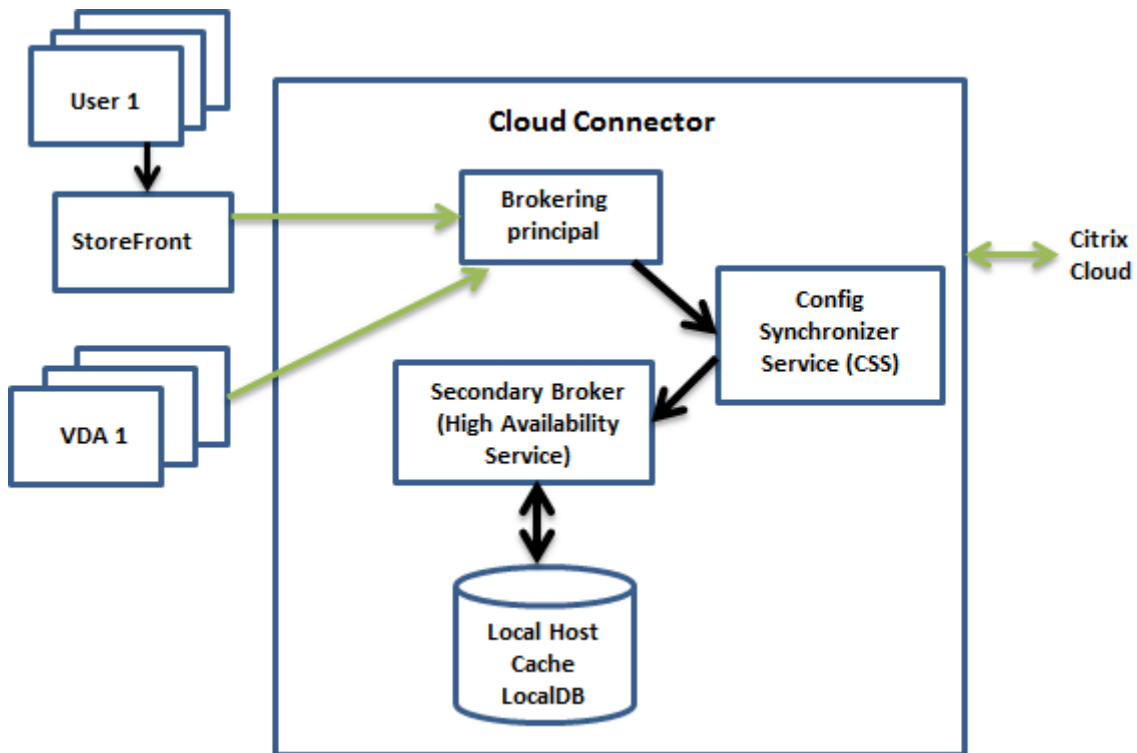 User 1
Cloud Connector
StoreFront
Brokering
principal
Citrix
Cloud
Config
Synchronizer
Service (CSS)
VDA 1
Secondary Broker
(High Availability
Service)
Local Host
Cache
LocalDB